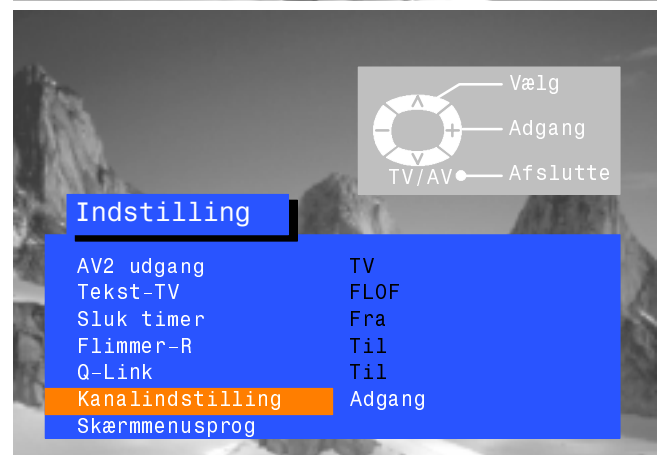 Vælg
Adgang
TV/AV Afslutte
Indstilling
AV2 udgang TV
Tekst-TV FLOF
Sluk timer Fra
Flimmer-R Til
Q-Link Til
Kanalindstilling Adgang
Skærmmenusprog